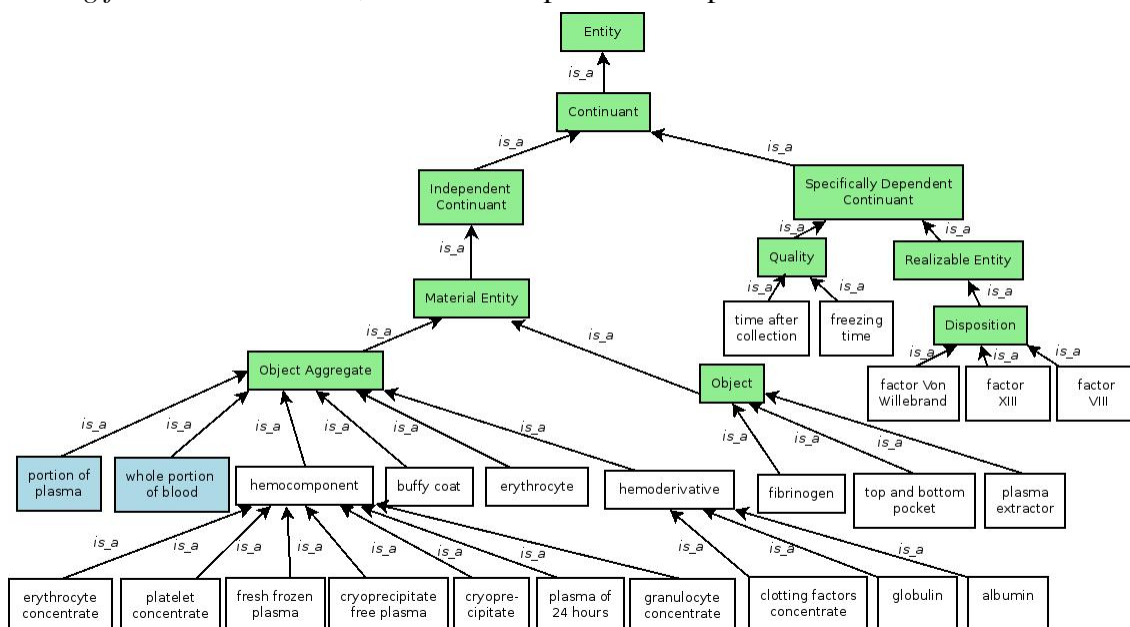 Entity
is_a
Continuant
is_a
is_a
Independent
Continuant
Specifically Dependent
Continuant
is_a
is_a
is_a
Quality
Realizable Entity
is_a
is_a
is_a
Material Entity
time after
collection
freezing
time
Disposition
is_a
is_a
is_a
is_a
is_a
Object Aggregate
Object
factor Von
Willebrand
factor
XIII
factor
VIII
is_a
is_a
is_a
is_a
is_a
is_a
is_a
is_a
is_a
portion of
plasma
whole portion
of blood
hemocomponent
buffy coat
erythrocyte
hemoderivative
fibrinogen
top and bottom
pocket
plasma
extractor
is_a
is_a
is_a
is_a
is_a
is_a
is_a
is_a
is_a
is_a
erythrocyte
concentrate
platelet
concentrate
fresh frozen
plasma
cryoprecipitate
free plasma
cryopre-
cipitate
plasma of
24 hours
granulocyte
concentrate
clotting factors
concentrate
globulin
albumin